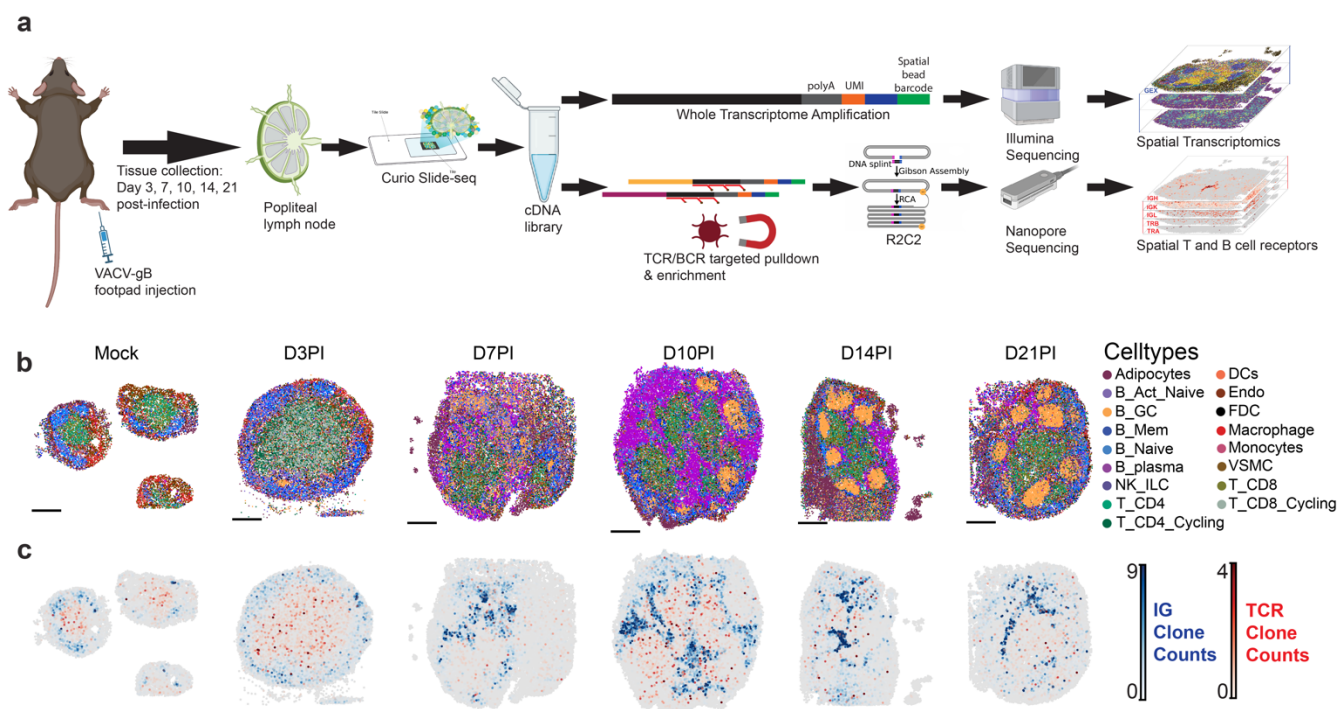 a
Spatial
bead
barcode
polyA
UMI
Whole Transcriptome Amplification
GEX
Tissue collection:
Day 3, 7, 10, 14, 21
post-infection
Popliteal
lymph node
Curio Slide-seq
cDNA
library
Illumina
Sequencing
Spatial Transcriptomics
DNA splint
Gibson Assembly
RCA
R2C2
TCR/BCR targeted pulldown
& enrichment
Nanopore
Sequencing
IGH
IGK
IGL
TRB
TRA
Spatial T and B cell receptors
VACV-gB
footpad injection
b
Mock
D3PI
D7PI
D10PI
D14PI
D21PI
Celltypes
Adipocytes
B_Act_Naive
B_GC
B_Mem
B_Naive
B_plasma
NK_ILC
T_CD4
T_CD4_Cycling
DCs
Endo
FDC
Macrophage
Monocytes
VSMC
T_CD8
T_CD8_Cycling
c
9
0
IG
Clone
Counts
4
0
TCR
Clone
Counts